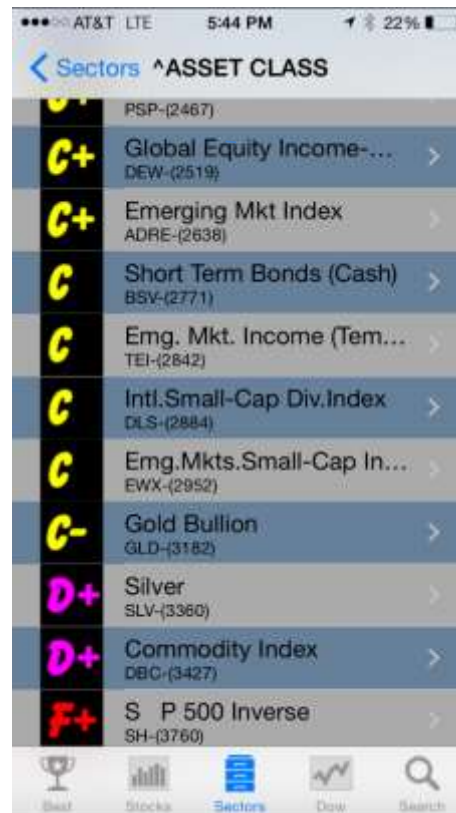 AT&T LTE 5:44 PM 22%
Sectors ^ASSET CLASS
C+
PSP-(2467)
C+ Global Equity Income-...
DEW-(2519)
C+ Emerging Mkt Index
ADRE-(2638)
C Short Term Bonds (Cash)
BSV-(2771)
C Emg. Mkt. Income (Tem...
TEI-(2842)
C Intl.Small-Cap Div.Index
DLS-(2884)
C Emg.Mkts.Small-Cap In...
EWX-(2952)
C- Gold Bullion
GLD-(3182)
D+ Silver
SLV-(3360)
D+ Commodity Index
DBC-(3427)
F+ S P 500 Inverse
SH-(3760)
Best Stocks Sectors Dow Search